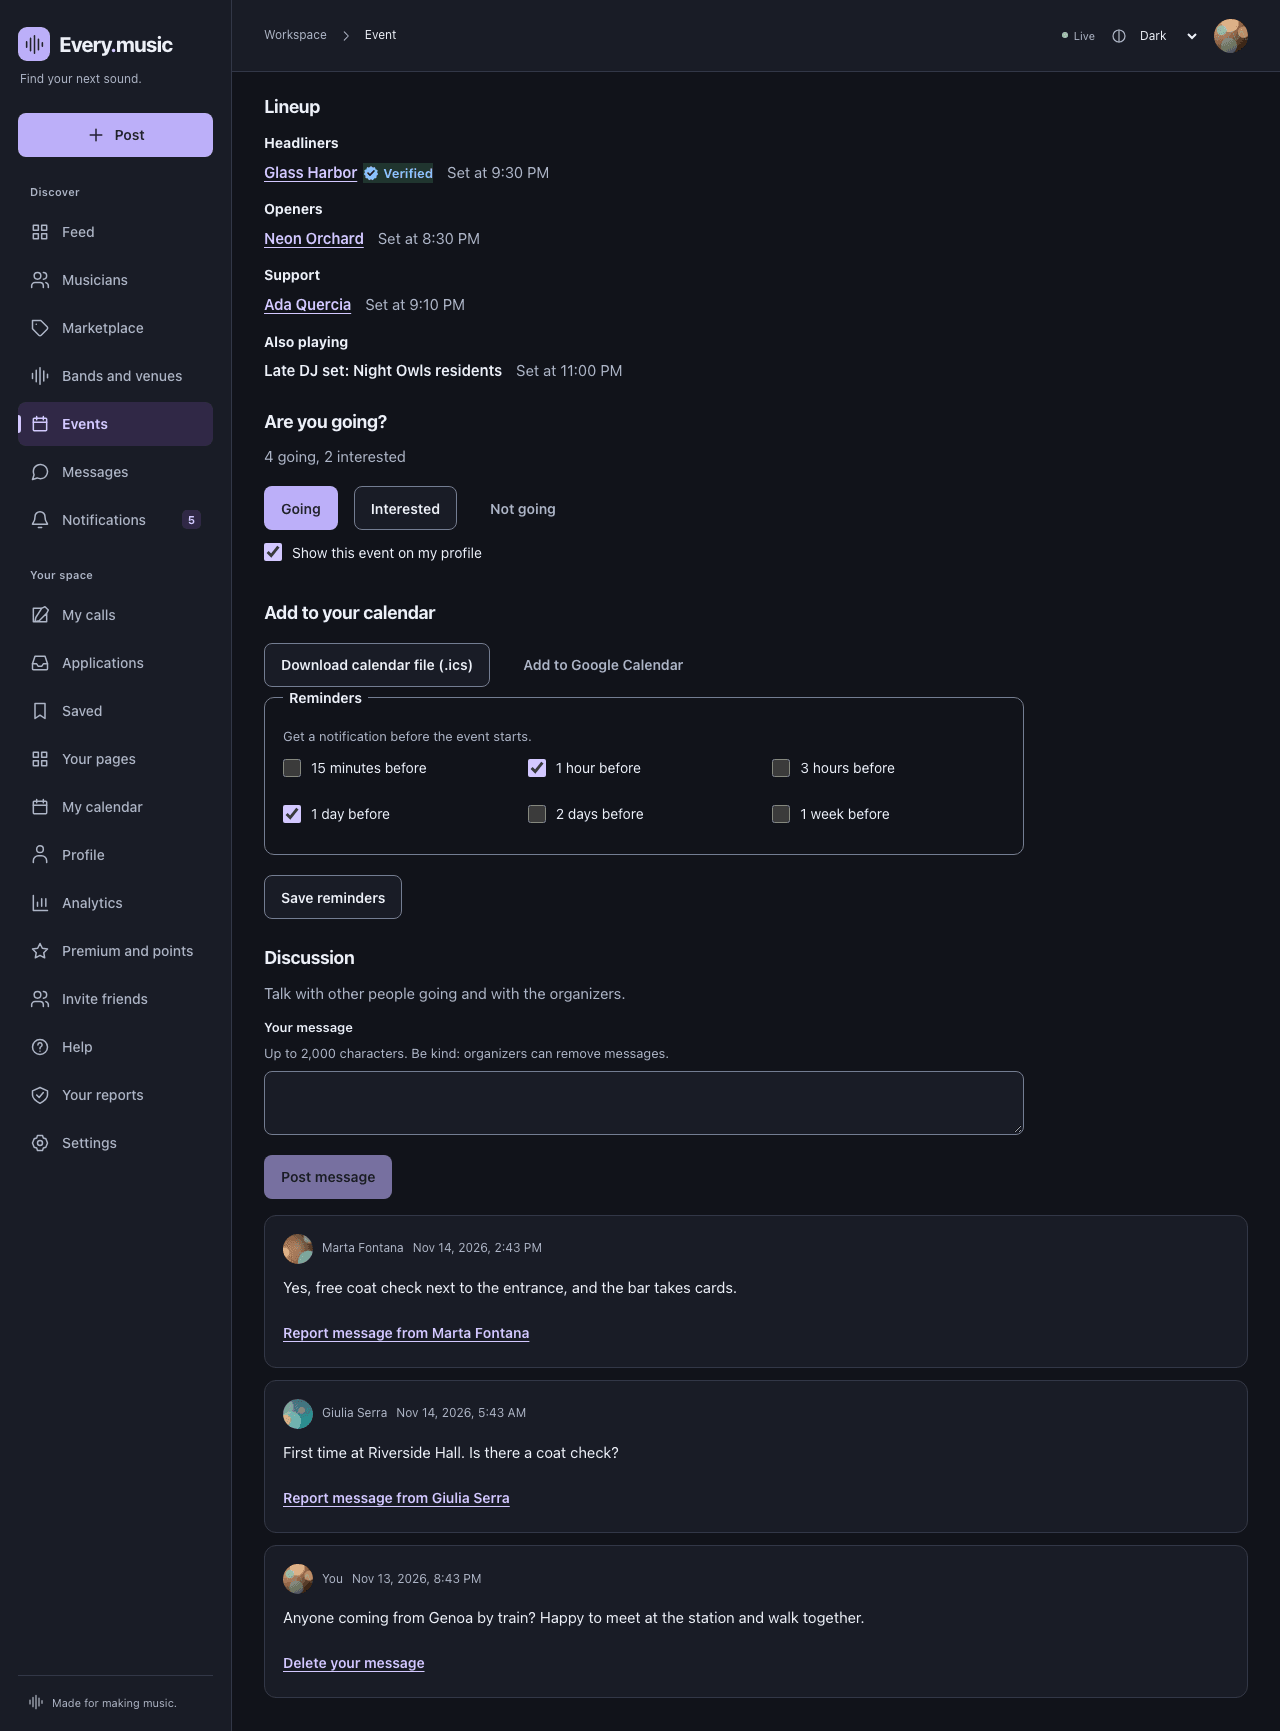 Every.music
Find your next sound.
Post
Discover
Feed
Musicians
Marketplace
Bands and venues
Events
Messages
Notifications 5
Your space
My calls
Applications
Saved
Your pages
My calendar
Profile
Analytics
Premium and points
Invite friends
Help
Your reports
Settings
Made for making music.
Workspace Event
Live Dark
Lineup
Headliners
Glass Harbor Verified Set at 9:30 PM
Openers
Neon Orchard Set at 8:30 PM
Support
Ada Quercia Set at 9:10 PM
Also playing
Late DJ set: Night Owls residents Set at 11:00 PM
Are you going?
4 going, 2 interested
Going Interested Not going
Show this event on my profile
Add to your calendar
Download calendar file (.ics) Add to Google Calendar
Reminders
Get a notification before the event starts.
15 minutes before 1 hour before 3 hours before
1 day before 2 days before 1 week before
Save reminders
Discussion
Talk with other people going and with the organizers.
Your message
Up to 2,000 characters. Be kind: organizers can remove messages.
Post message
Marta Fontana Nov 14, 2026, 2:43 PM
Yes, free coat check next to the entrance, and the bar takes cards.
Report message from Marta Fontana
Giulia Serra Nov 14, 2026, 5:43 AM
First time at Riverside Hall. Is there a coat check?
Report message from Giulia Serra
You Nov 13, 2026, 8:43 PM
Anyone coming from Genoa by train? Happy to meet at the station and walk together.
Delete your message